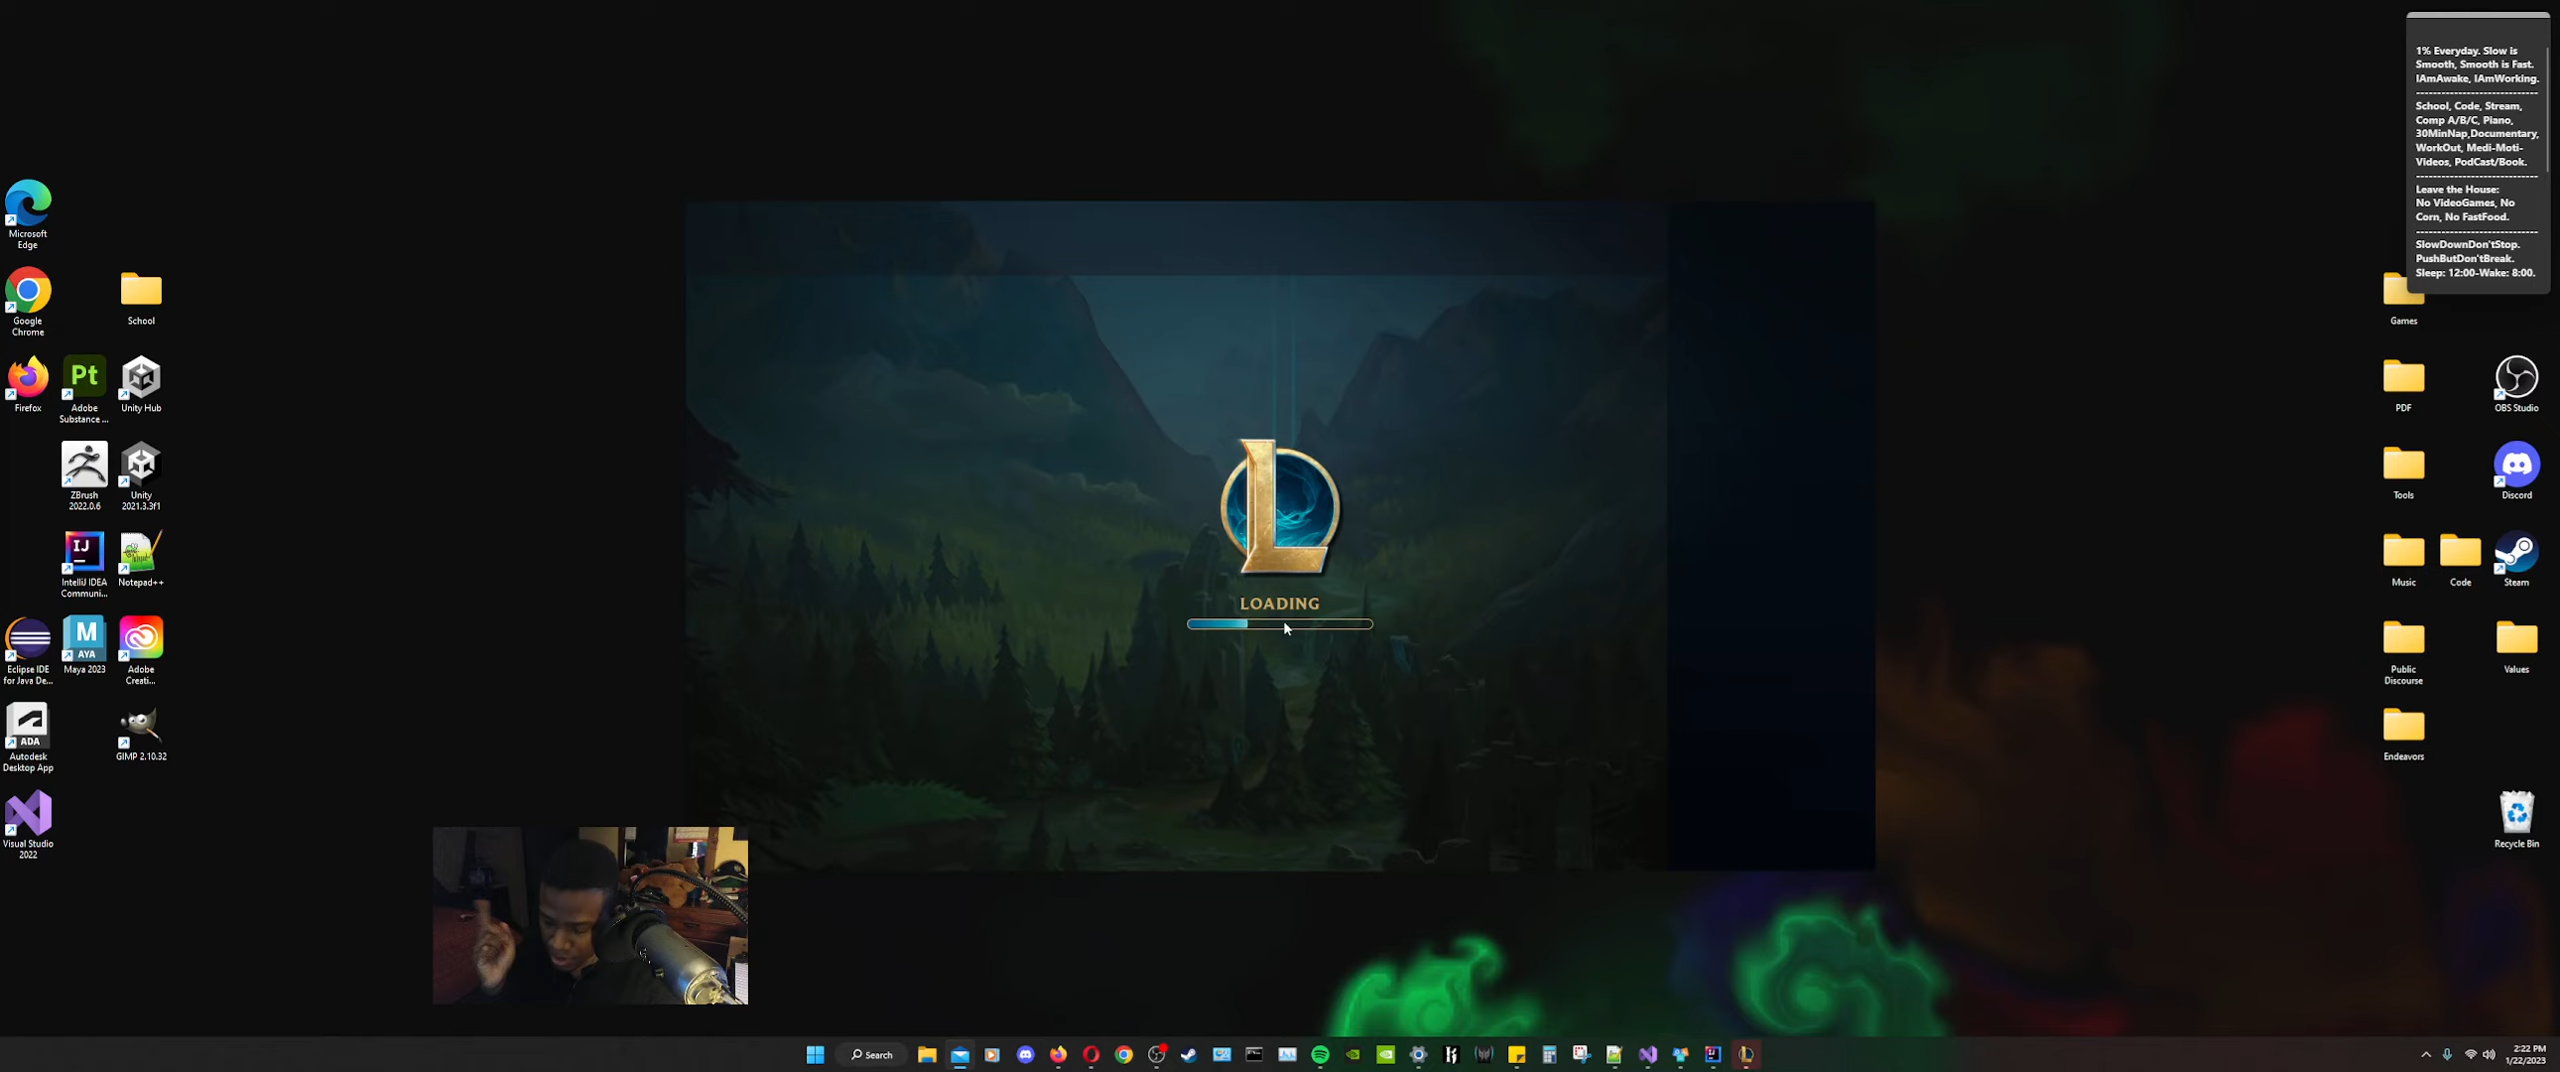 1% Everyday. Slow is
Smooth, Smooth is Fast.
IAmAwake, IAmWorking.
--------------------------------
School, Code, Stream,
Comp A/B/C, Piano,
30MinNap,Documentary,
WorkOut, Medi-Moti-
Videos, PodCast/Book.
--------------------------------
Leave the House:
No VideoGames, No
Corn, No FastFood.
--------------------------------
SlowDownDon'tStop.
PushButDon'tBreak.
Sleep: 12:00-Wake: 8:00.
Microsoft
Edge
Google
Chrome
School
Firefox
Pt
Adobe
Substance ...
Unity Hub
ZBrush
2022.0.6
Unity
2021.3.3f1
IJ
IntelliJ IDEA
Communi...
Notepad++
Eclipse IDE
for Java De...
M
AYA
Maya 2023
Adobe
Creati...
ADA
Autodesk
Desktop App
GIMP 2.10.32
Visual Studio
2022
L
LOADING
Games
PDF
OBS Studio
Tools
Discord
Music
Code
Steam
Public
Discourse
Values
Endeavors
Recycle Bin
Search
2:22 PM
1/22/2023